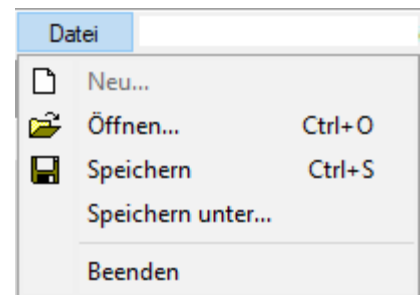 Datei
Neu...
Öffnen... Ctrl+O
Speichern Ctrl+S
Speichern unter...
Beenden